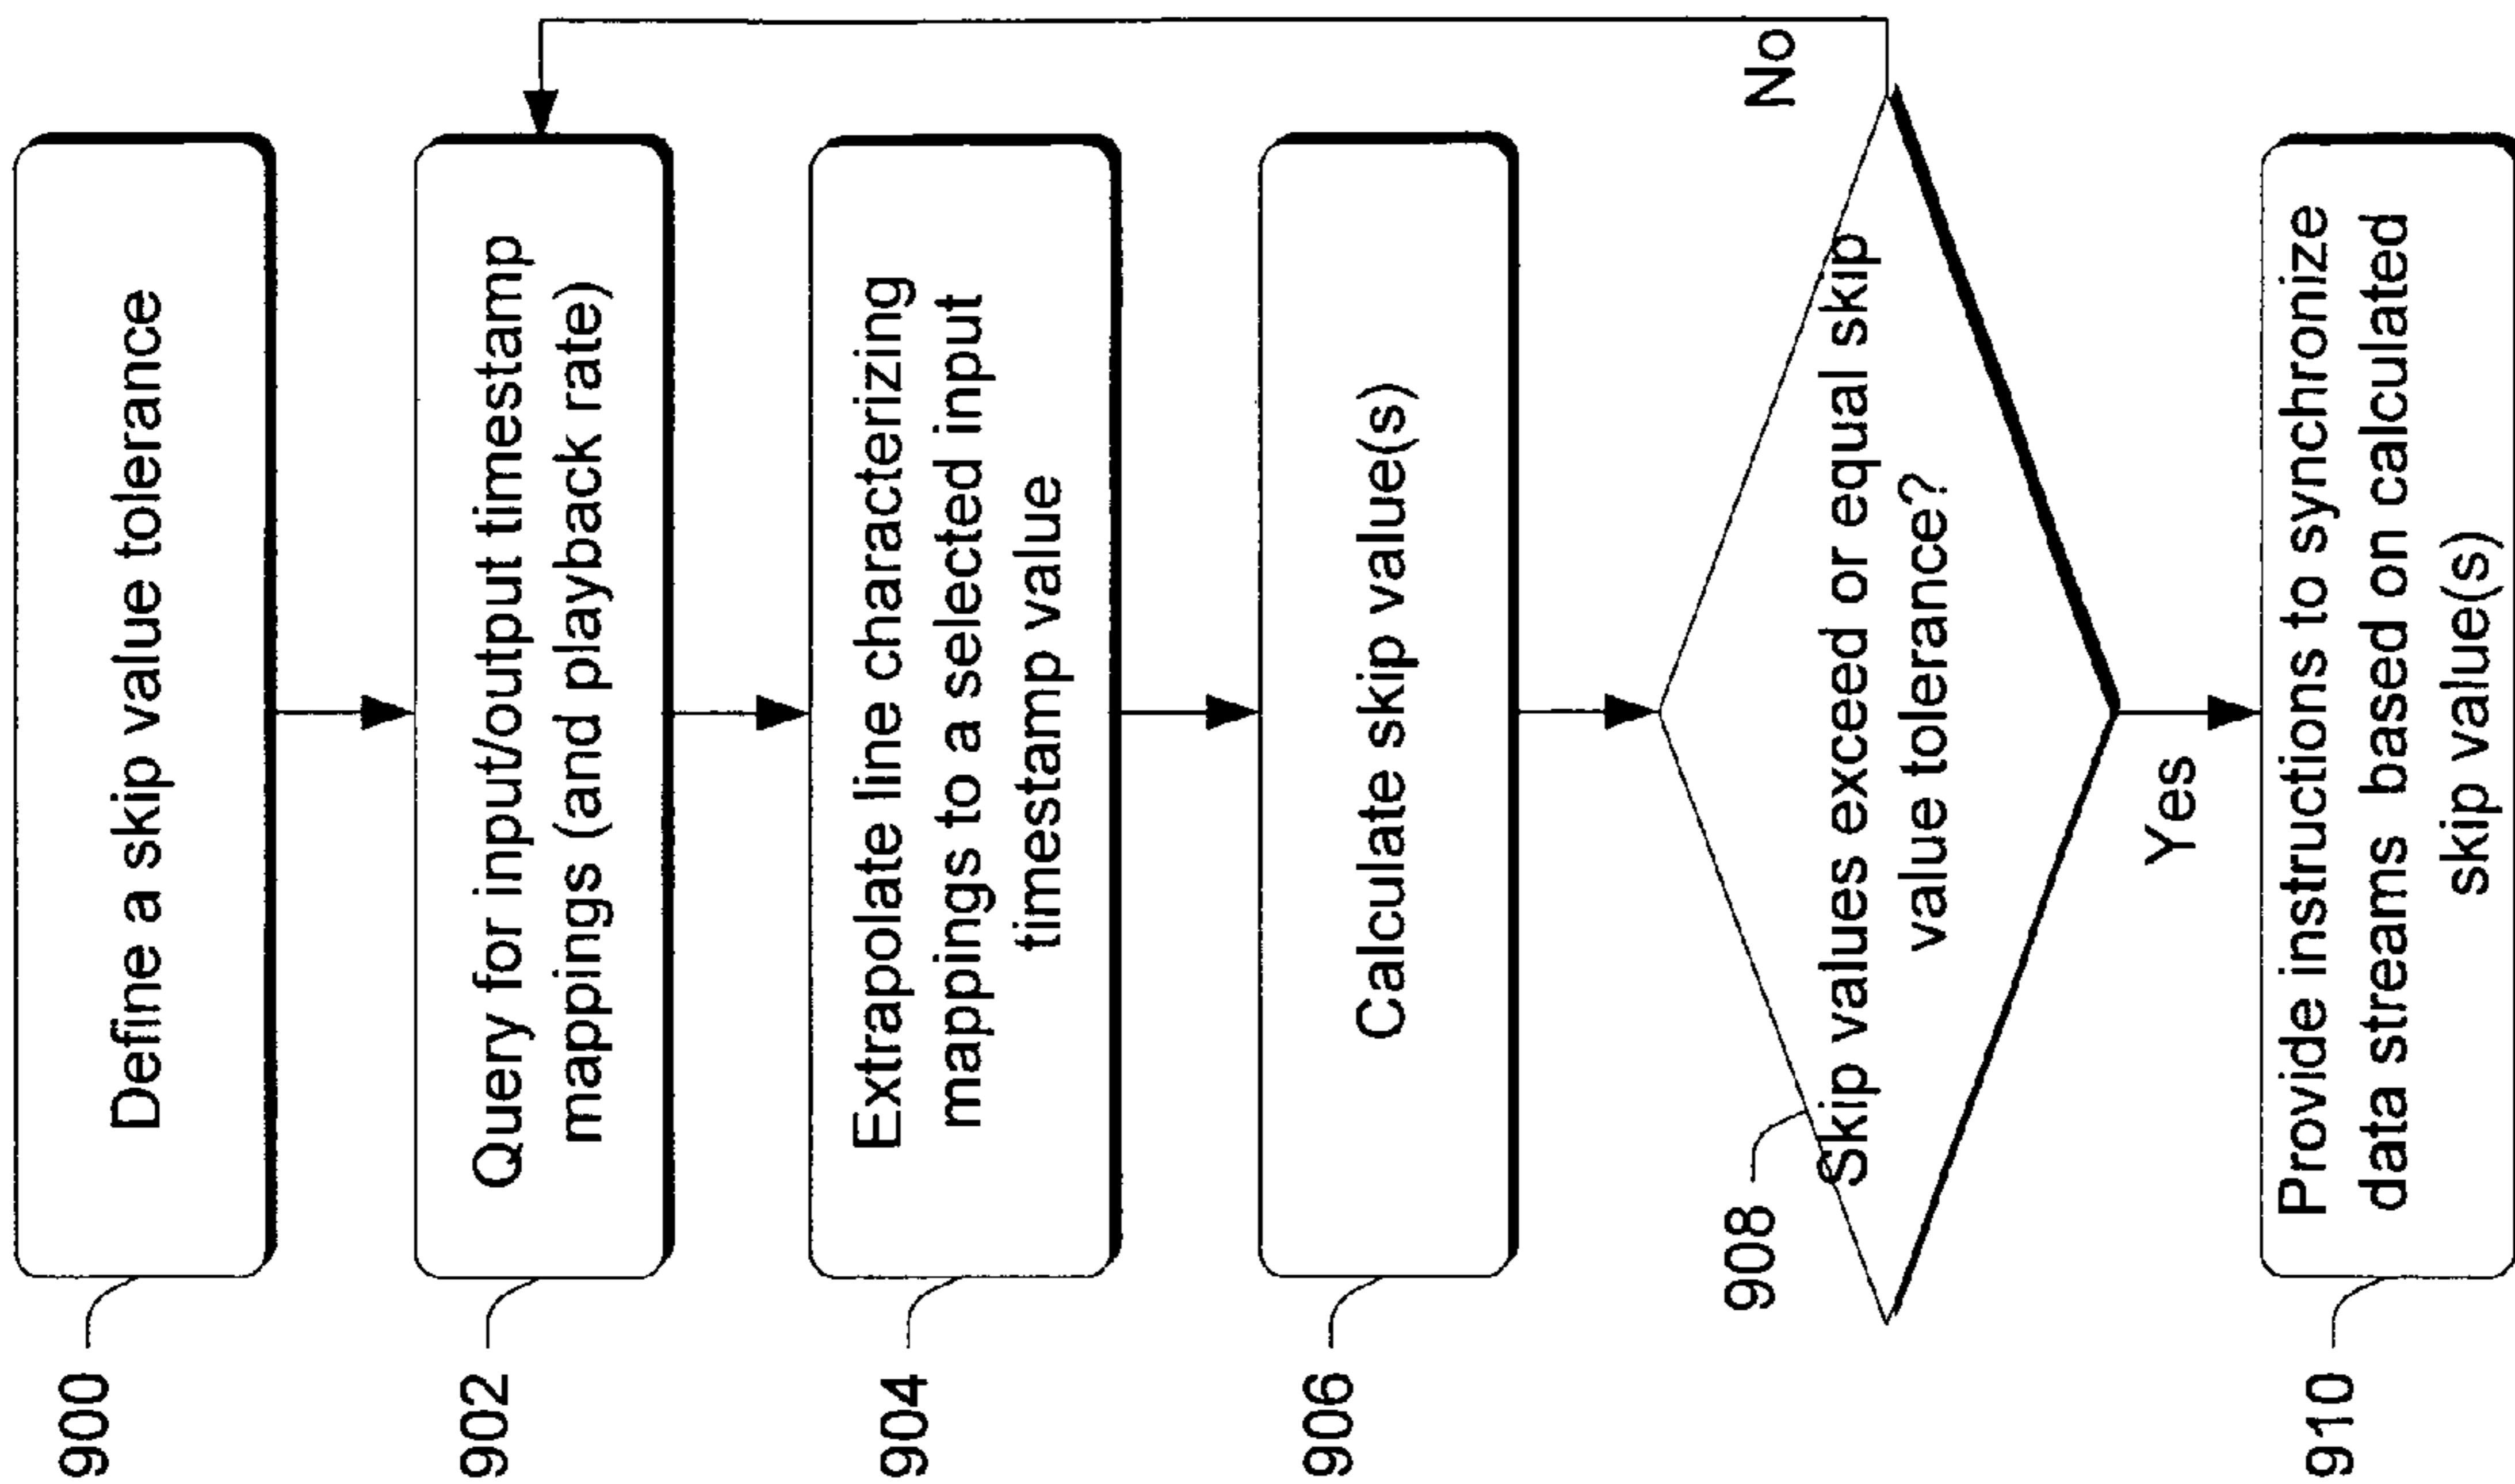 900
Define a skip value tolerance
902
Query for input/output timestamp
mappings (and playback rate)
904
Extrapolate line characterizing
mappings to a selected input
timestamp value
906
Calculate skip value(s)
908
Skip values exceed or equal skip
value tolerance?
No
Yes
910
Provide instructions to synchronize
data streams based on calculated
skip value(s)